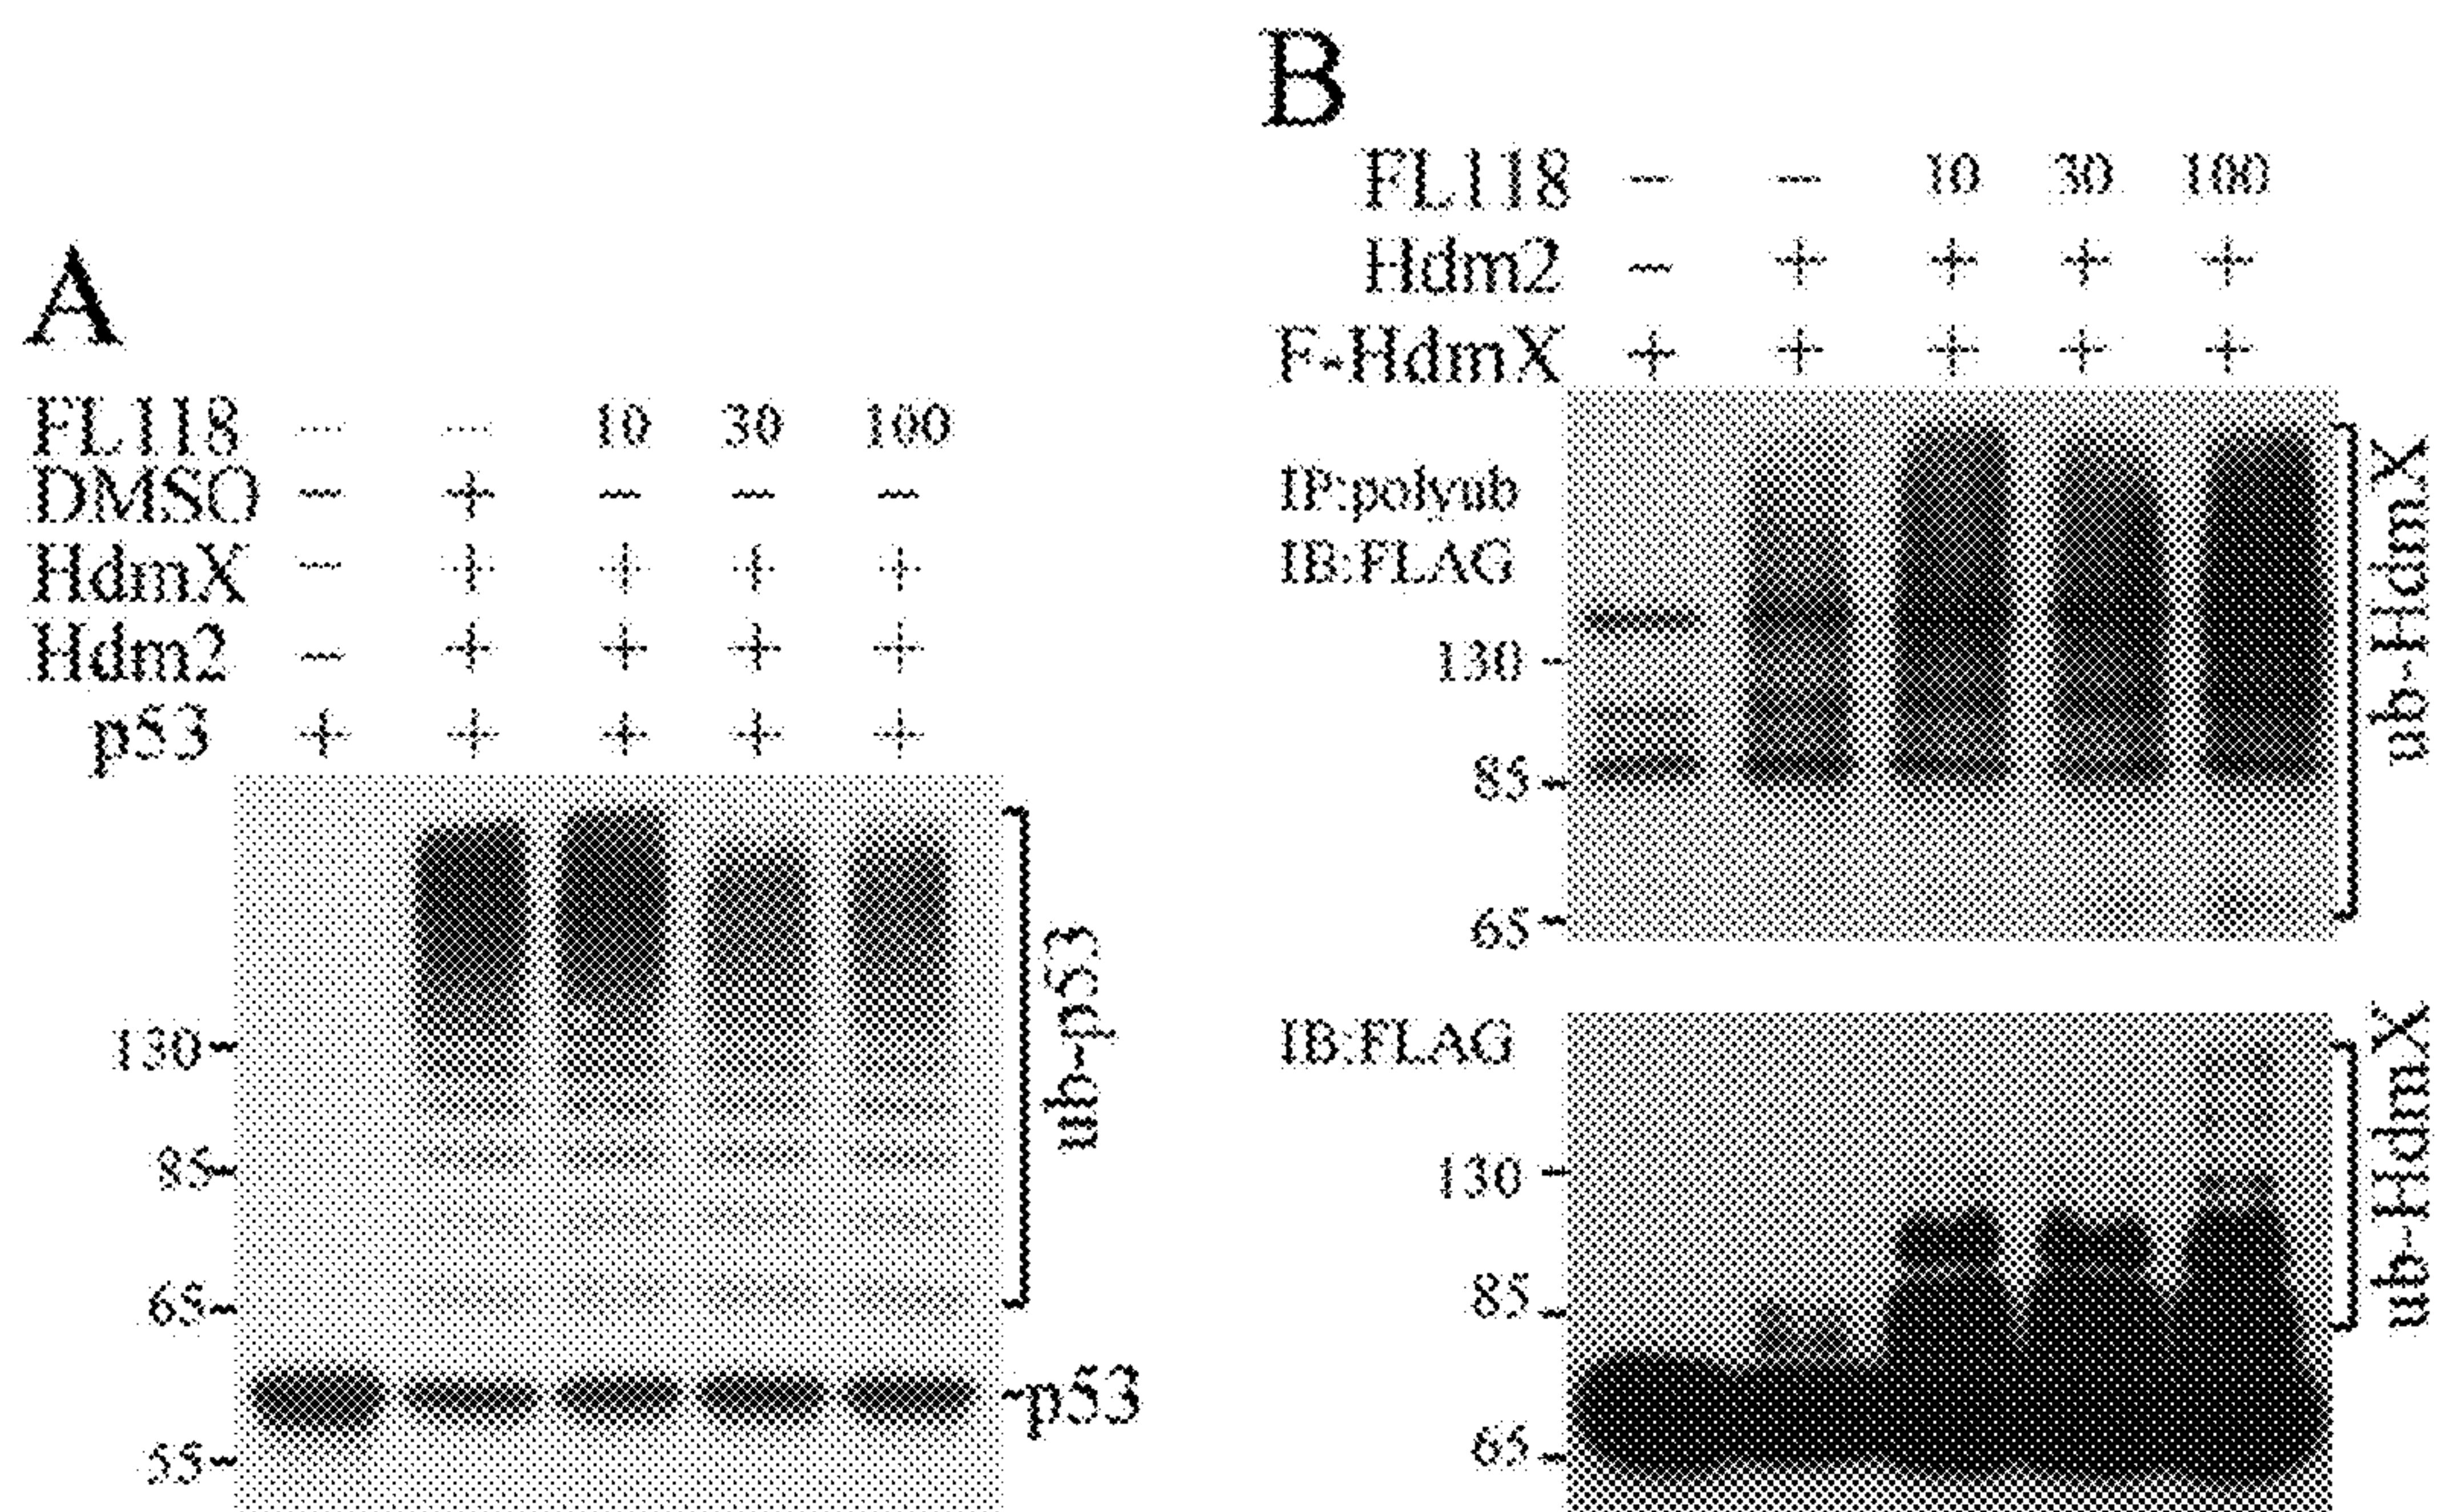 A
FL118 - - 10 30 100
DMSO - + - - -
HdmX - + + + +
Hdm2 - + + + +
p53 + + + + +
130-
85-
65-
55-
ub-p53
-p53
B
FL118 - - 10 30 100
Hdm2 - + + + +
F-HdmX + + + + +
IP:polyub
IB:FLAG
130 -
85 -
65 -
ub-HdmX
IB:FLAG
130 -
85 -
65 -
ub-HdmX